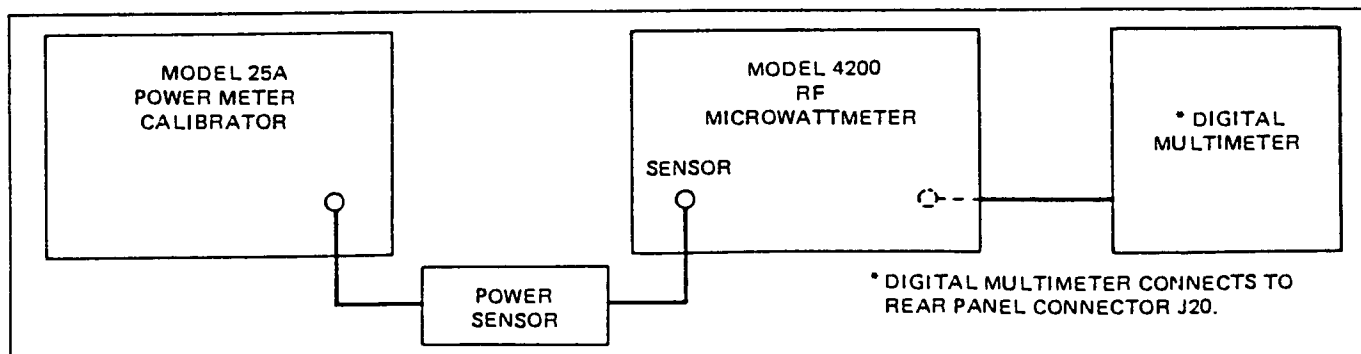 MODEL 25A
POWER METER
CALIBRATOR
MODEL 4200
RF
MICROWATTMETER
SENSOR
* DIGITAL
MULTIMETER
POWER
SENSOR
* DIGITAL MULTIMETER CONNECTS TO
REAR PANEL CONNECTOR J20.